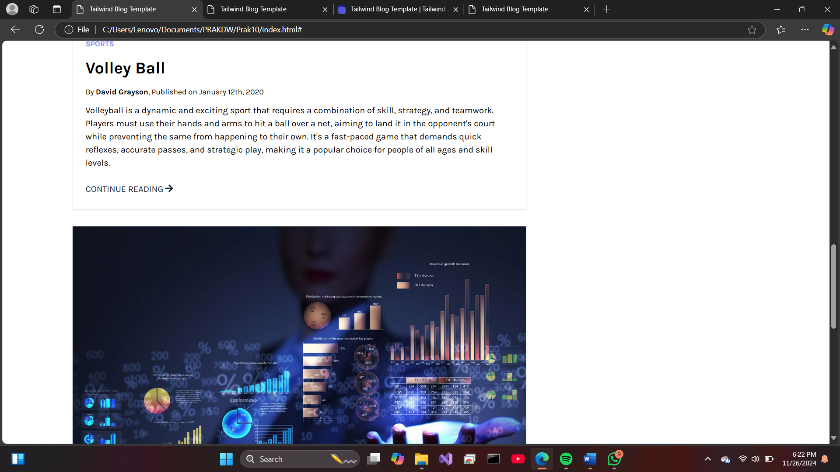 Tailwind Blog Template
Tailwind Blog Template
Tailwind Blog Template | Tailwind
Tailwind Blog Template
File
C:/Users/Lenovo/Documents/PRAKDW/Prak10/index.html#
SPORTS
Volley Ball
By David Grayson, Published on January 12th, 2020
Volleyball is a dynamic and exciting sport that requires a combination of skill, strategy, and teamwork.
Players must use their hands and arms to hit a ball over a net, aiming to land it in the opponent's court
while preventing the same from happening to their own. It's a fast-paced game that demands quick
reflexes, accurate passes, and strategic play, making it a popular choice for people of all ages and skill
levels.
CONTINUE READING
600
200
Search
6:22 PM
11/26/2024